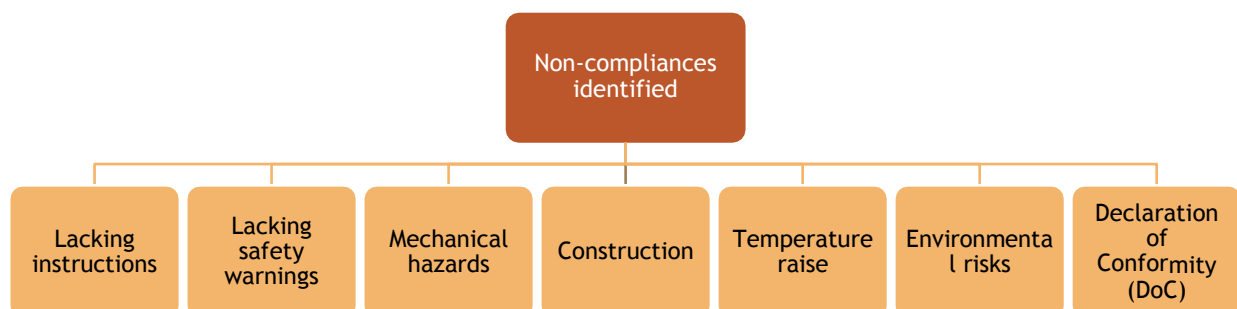 Non-compliances
identified
Lacking
instructions
Lacking
safety
warnings
Mechanical
hazards
Construction
Temperature
raise
Environmenta
l risks
Declaration
of
Conformity
(DoC)